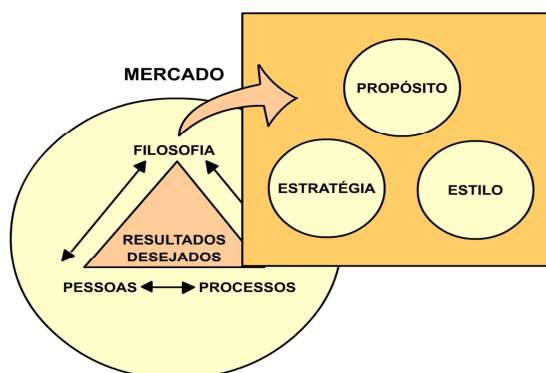 MERCADO
FILOSOFIA
RESULTADOS
DESEJADOS
PESSOAS
PROCESSOS
PROPÓSITO
ESTRATÉGIA
ESTILO